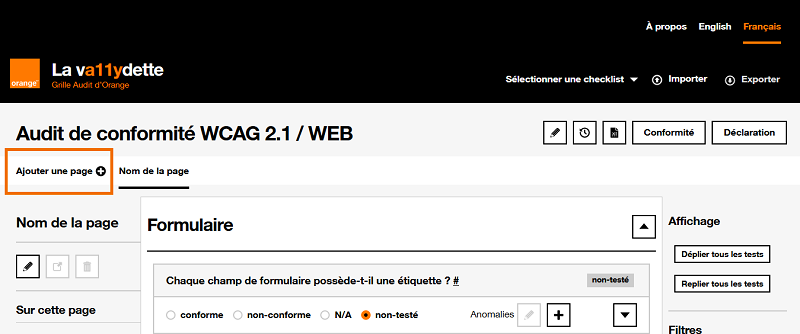 À propos English Français
orange
La va11ydette
Grille Audit d'Orange
Sélectionner une checklist Importer Exporter
Audit de conformité WCAG 2.1 / WEB
Conformité Déclaration
Ajouter une page Nom de la page
Nom de la page
Sur cette page
Formulaire
Chaque champ de formulaire possède-t-il une étiquette ? # non-testé
conforme non-conforme N/A non-testé Anomalies
Affichage
Déplier tous les tests
Replier tous les tests
Filtres